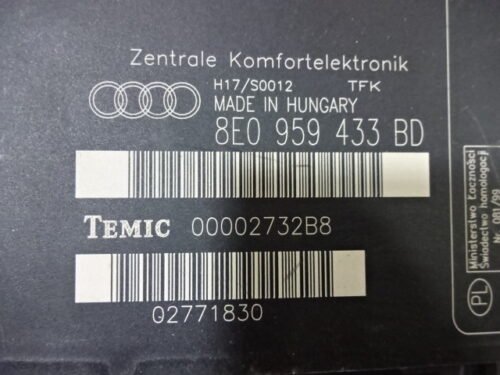 Zentrale Komfortelektronik
H17/S0012 TFK
MADE IN HUNGARY
8E0 959 433 BD
TEMIC 00002732B8
Q2771830
Ministerstwo Łączności
Świadectwo homologacji
Nr 001/99
PL